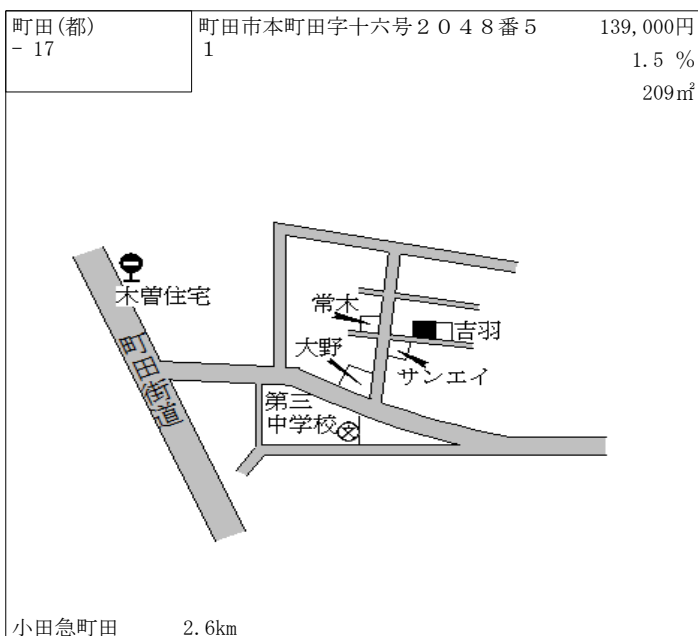 町田(都)
- 17
町田市本町田字十六号２０４８番５
1
139,000円
1.5 %
209㎡
木曽住宅
常木
吉羽
大野
サンエイ
町田街道
第三
中学校
小田急町田 2.6km